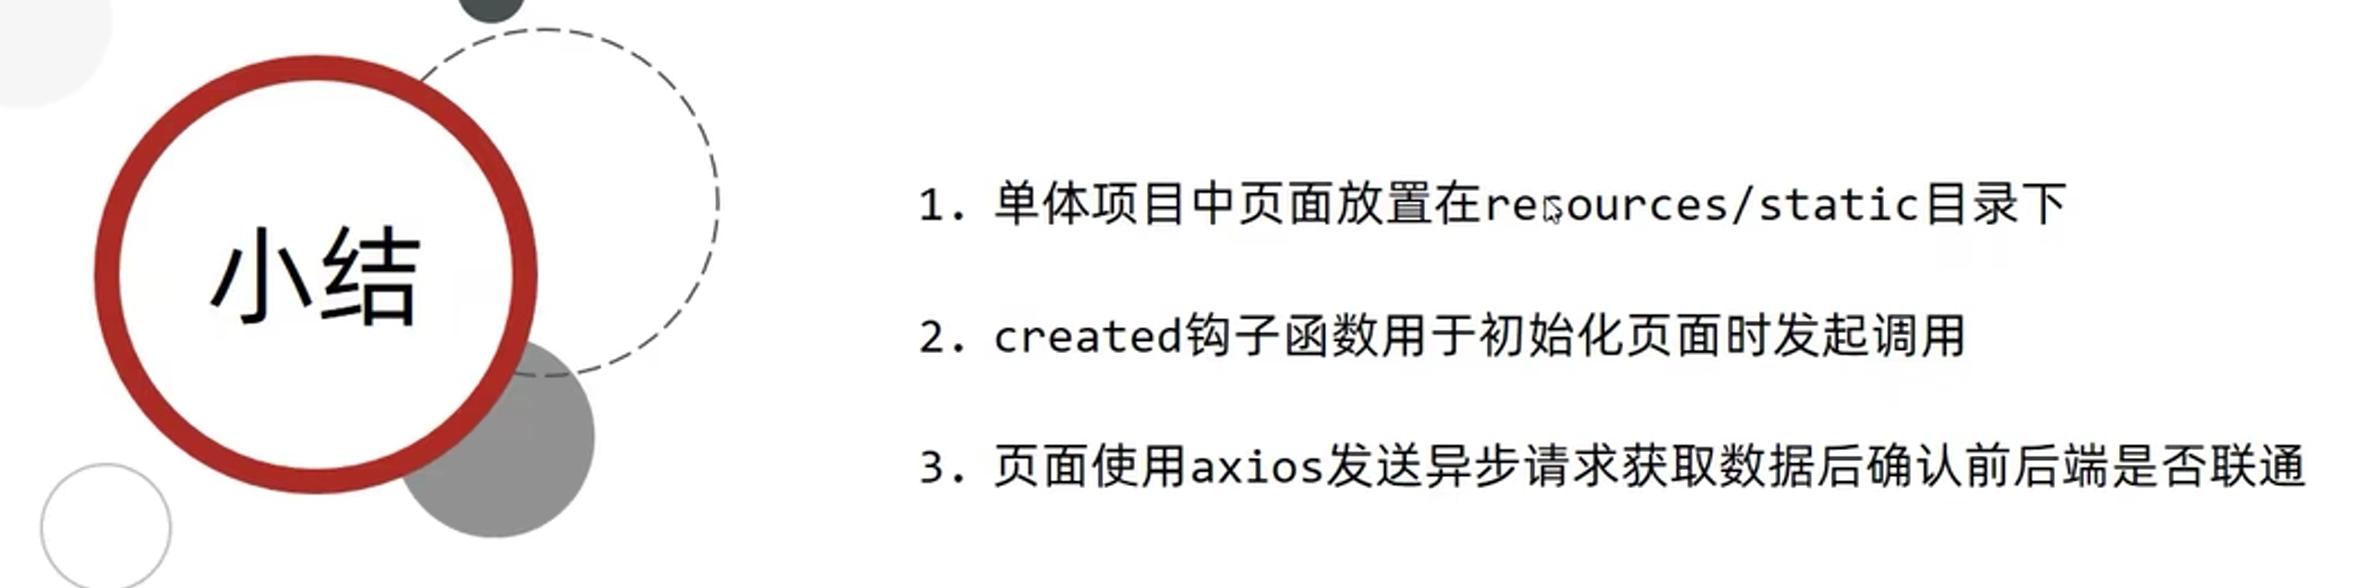 小结
1. 单体项目中页面放置在resources/static目录下
2. created钩子函数用于初始化页面时发起调用
3. 页面使用axios发送异步请求获取数据后确认前后端是否联通